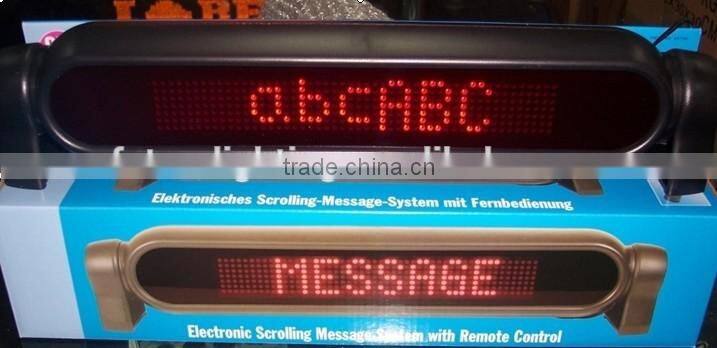 abcABC
trade.china.cn
Elektronisches Scrolling-Message-System mit Fernbedienung
MESSAGE
Electronic Scrolling Message-System with Remote Control